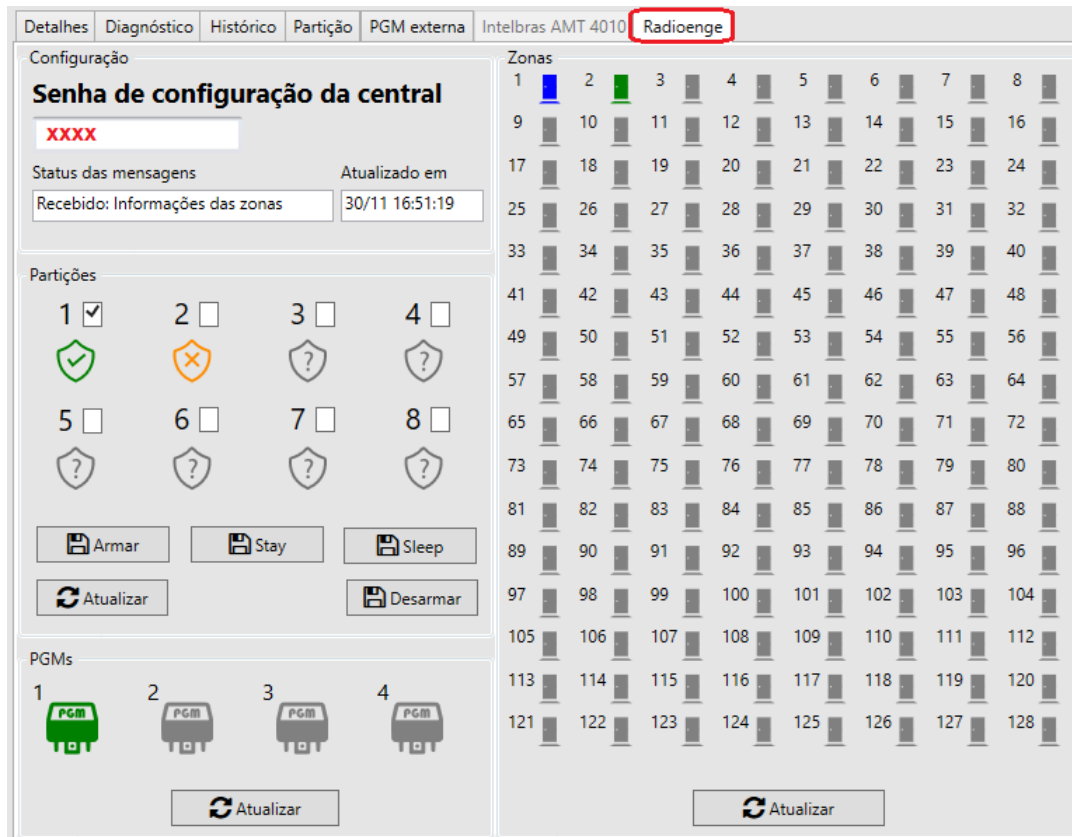 Detalhes Diagnóstico Histórico Partição PGM externa Intelbras AMT 4010 Radioenge
Configuração
Senha de configuração da central
xxxx
Status das mensagens Atualizado em
Recebido: Informações das zonas 30/11 16:51:19
Partições
1 2 3 4
? ?
5 6 7 8
? ? ? ?
Armar Stay Sleep
Atualizar Desarmar
PGMs
1 2 3 4
PGM PGM PGM PGM
Atualizar
Zonas
1 2 3 4 5 6 7 8
9 10 11 12 13 14 15 16
17 18 19 20 21 22 23 24
25 26 27 28 29 30 31 32
33 34 35 36 37 38 39 40
41 42 43 44 45 46 47 48
49 50 51 52 53 54 55 56
57 58 59 60 61 62 63 64
65 66 67 68 69 70 71 72
73 74 75 76 77 78 79 80
81 82 83 84 85 86 87 88
89 90 91 92 93 94 95 96
97 98 99 100 101 102 103 104
105 106 107 108 109 110 111 112
113 114 115 116 117 118 119 120
121 122 123 124 125 126 127 128
Atualizar